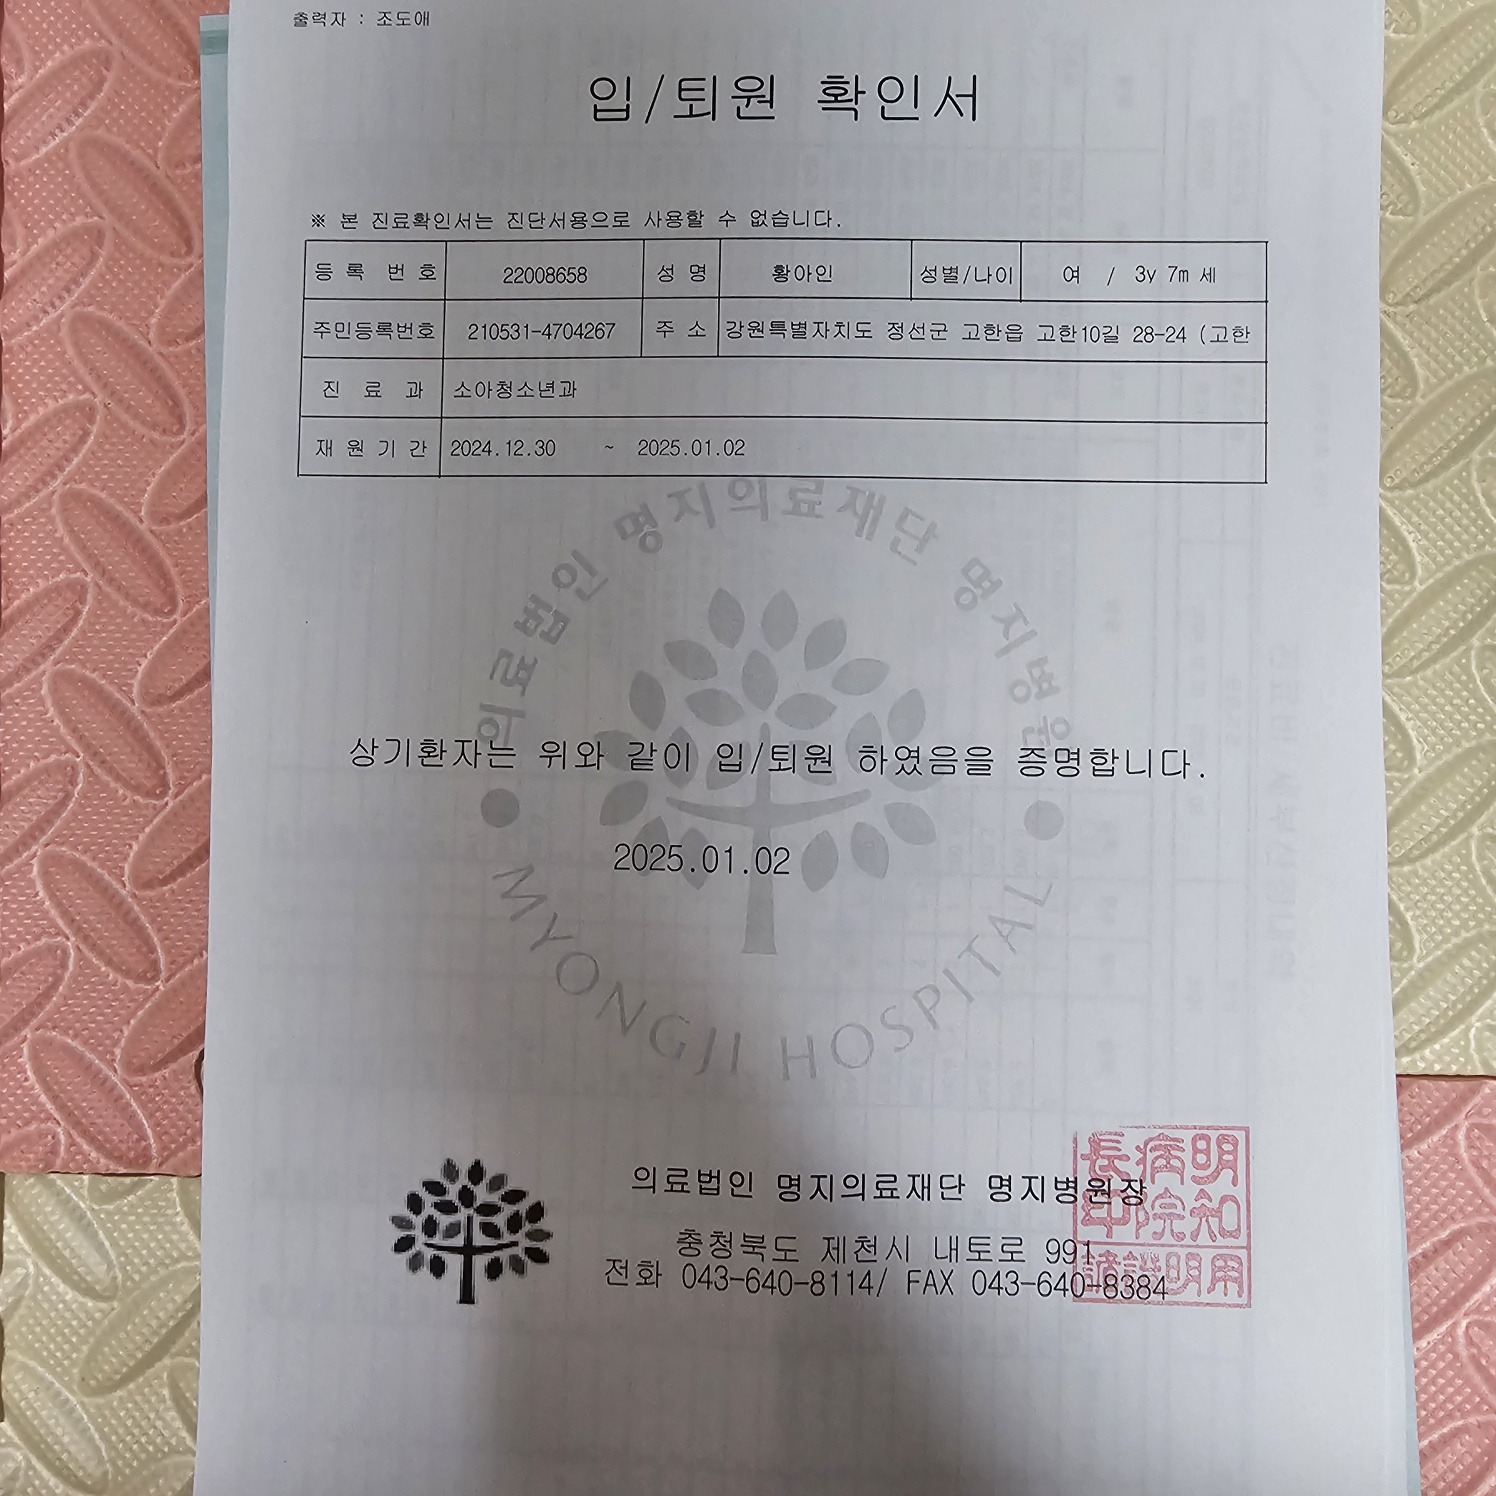 출력자 : 조도애
입/퇴원 확인서
※ 본 진료확인서는 진단서용으로 사용할 수 없습니다.
등 록 번 호 22008658 성 명 황아인 성별/나이 여 / 3y 7m 세
주민등록번호 210531-4704267 주 소 강원특별자치도 정선군 고한읍 고한10길 28-24 (고한
진 료 과 소아청소년과
재 원 기 간 2024.12.30 ~ 2025.01.02
의료법인 명지의료재단 명지병원
상기환자는 위와 같이 입/퇴원 하였음을 증명합니다.
2025.01.02
MYONGJI HOSPITAL
의료법인 명지의료재단 명지병원장
충청북도 제천시 내토로 991
전화 043-640-8114/ FAX 043-640-8384
長病明
印院知